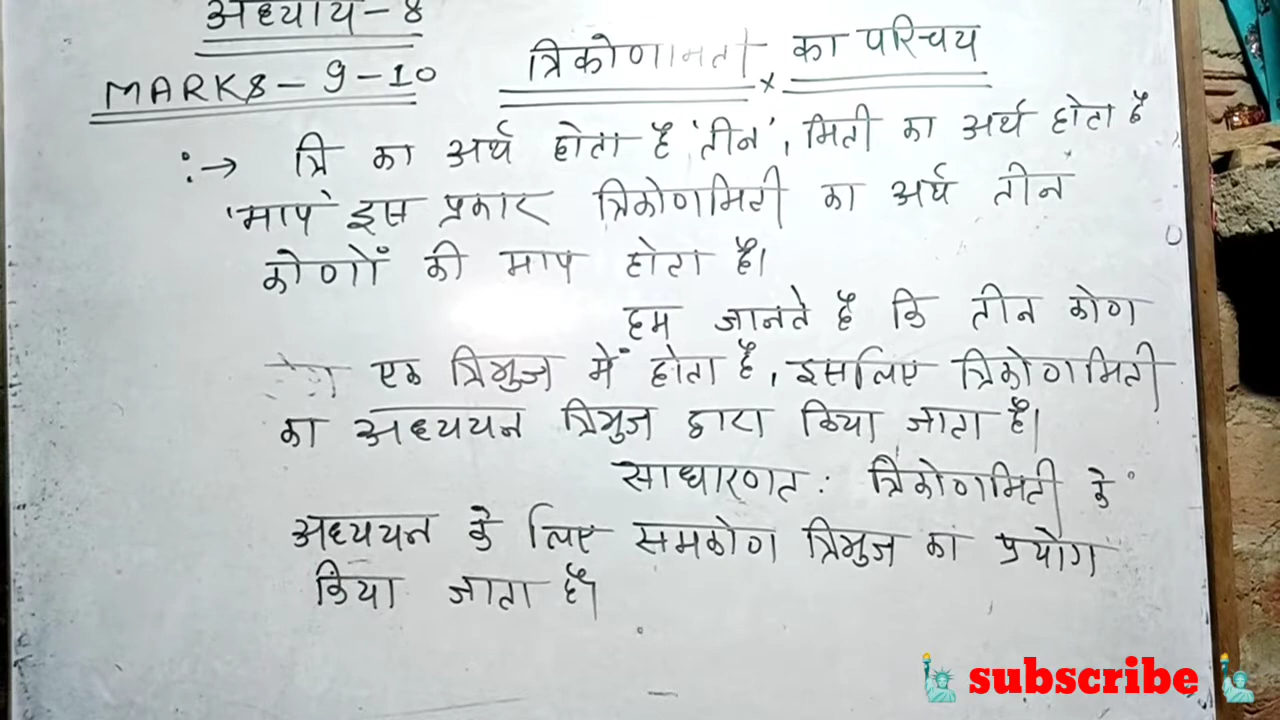 अध्याय - 8
MARKS - 9 - 10
त्रिकोणमिती का परिचय
:→ त्रि का अर्थ होता है 'तीन', मिती का अर्थ होता है
'माप' इस प्रकार त्रिकोणमिती का अर्थ तीन
कोणों की माप होता है।
हम जानते है कि तीन कोण
एक त्रिभुज में होता है, इसलिए त्रिकोणमिती
का अध्ययन त्रिभुज द्वारा किया जाता है।
साधारणत: त्रिकोणमिती के
अध्ययन के लिए समकोण त्रिभुज का प्रयोग
किया जाता है।
subscribe